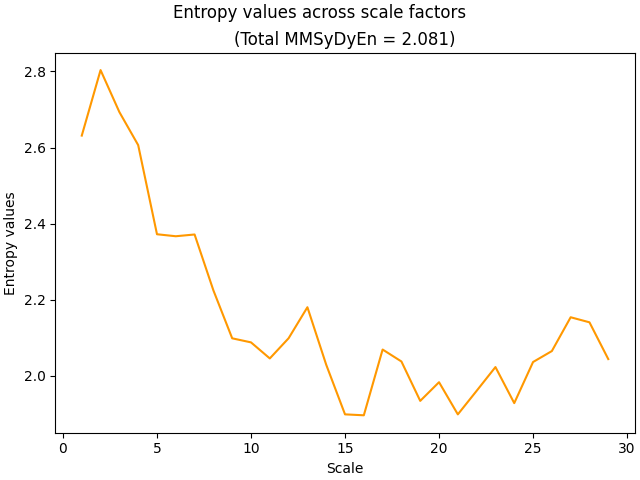 Entropy values across scale factors
(Total MMSyDyEn = 2.081)
Entropy values
2.8
2.6
2.4
2.2
2.0
0 5 10 15 20 25 30
Scale